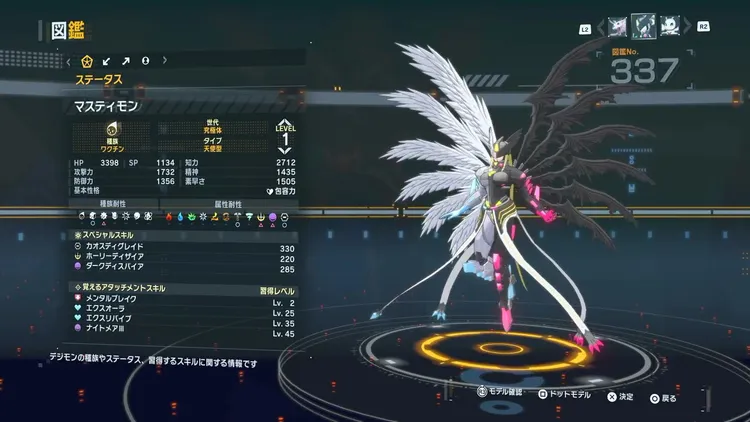 図鑑
L2
R2
図鑑No.
337
ステータス
マスティモン
種族
ワクチン
世代
究極体
タイプ
天使型
LEVEL
1
HP 3398 SP 1134 知力 2712
攻撃力 1732 精神 1435
防御力 1356 素早さ 1505
基本性格 包容力
種族耐性 属性耐性
スペシャルスキル
カオスディグレイド 330
ホーリーデザイア 220
ダークディスパイア 285
覚えるアタッチメントスキル 習得レベル
メンタルブレイク Lv. 2
エクスオーラ Lv. 25
エクスリバイブ Lv. 35
ナイトメアIII Lv. 45
デジモンの種族やステータス、習得するスキルに関する情報です
R3 モデル確認 ドットモデル 決定 戻る